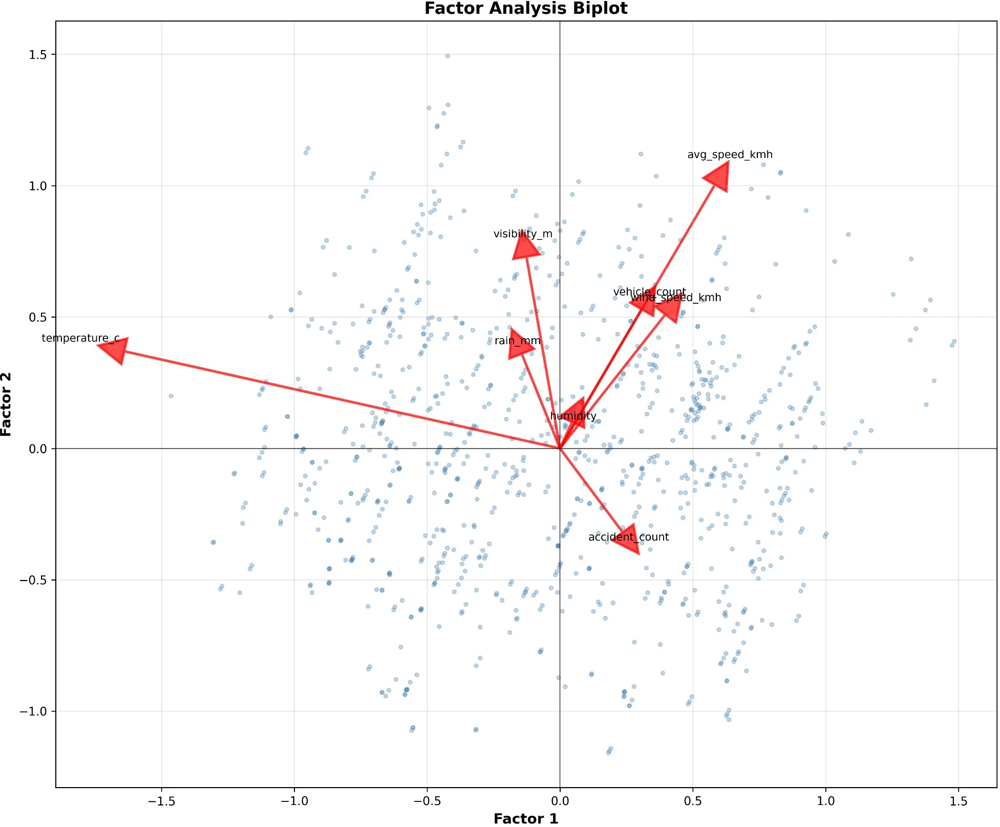 Factor Analysis Biplot
1.5
1.0
0.5
0.0
−0.5
−1.0
Factor 2
avg_speed_kmh
visibility_m
vehicle_count
wind_speed_kmh
temperature_c
rain_mm
humidity
accident_count
−1.5
−1.0
−0.5
0.0
0.5
1.0
1.5
Factor 1